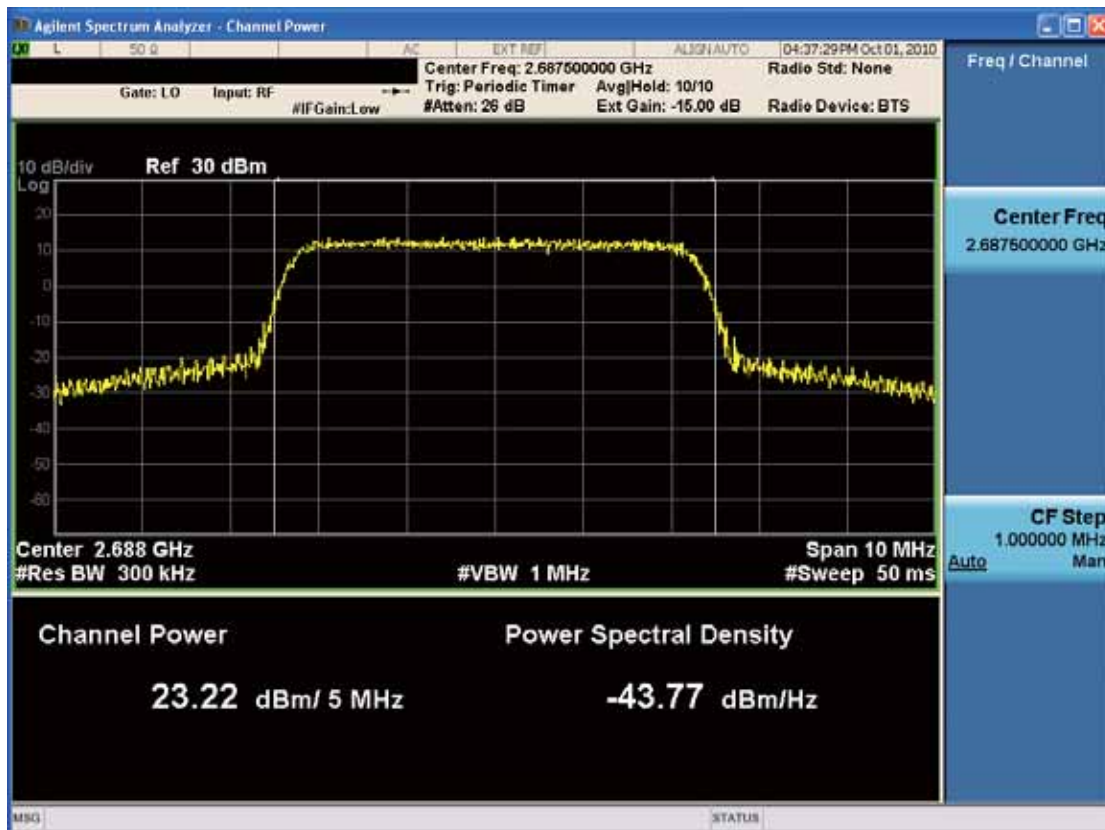 Agilent Spectrum Analyzer - Channel Power
L 50 Ω AC EXT REF ALIGN AUTO 04:37:29 PM Oct 01, 2010
Center Freq: 2.687500000 GHz Radio Std: None
Gate: LO Input: RF Trig: Periodic Timer Avg|Hold: 10/10
#IFGain:Low #Atten: 26 dB Ext Gain: -15.00 dB Radio Device: BTS
Freq / Channel
10 dB/div Ref 30 dBm
Log
20
10
0
-10
-20
-30
-40
-50
-60
Center 2.688 GHz Span 10 MHz
#Res BW 300 kHz #VBW 1 MHz #Sweep 50 ms
Channel Power Power Spectral Density
23.22 dBm/ 5 MHz -43.77 dBm/Hz
Center Freq
2.687500000 GHz
CF Step
1.000000 MHz
Auto Man
MSG STATUS